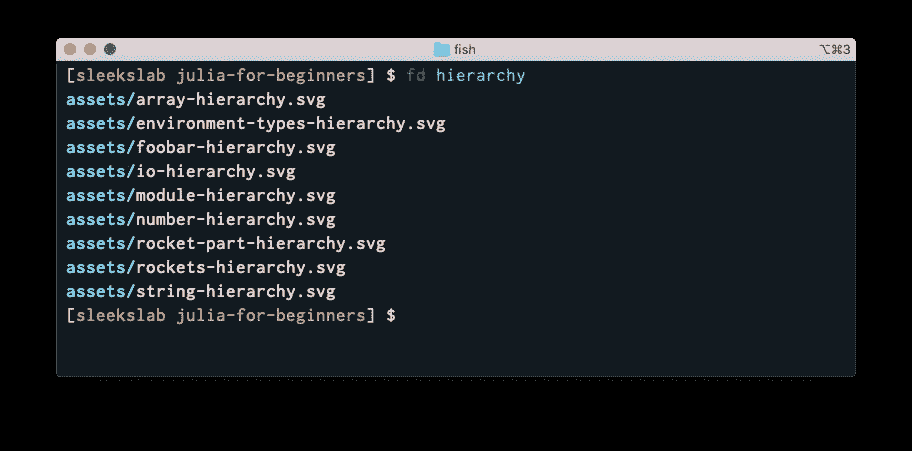 fish ⌥⌘3
[sleekslab julia-for-beginners] $ fd hierarchy
assets/array-hierarchy.svg
assets/environment-types-hierarchy.svg
assets/foobar-hierarchy.svg
assets/io-hierarchy.svg
assets/module-hierarchy.svg
assets/number-hierarchy.svg
assets/rocket-part-hierarchy.svg
assets/rockets-hierarchy.svg
assets/string-hierarchy.svg
[sleekslab julia-for-beginners] $